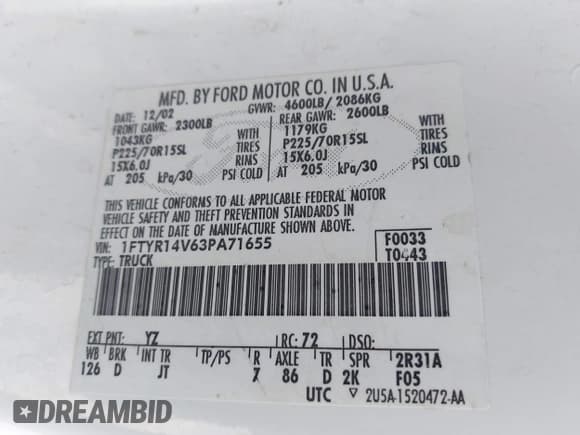 MFD. BY FORD MOTOR CO. IN U.S.A.
DATE: 12/02 GVWR: 4600LB/ 2086KG
FRONT GAWR: 2300LB REAR GAWR: 2600LB
1043KG WITH 1179KG WITH
P225/70R15SL TIRES P225/70R15SL TIRES
15X6.0J RIMS 15X6.0J RIMS
AT 205 kPa/30 PSI COLD AT 205 kPa/30 PSI COLD
THIS VEHICLE CONFORMS TO ALL APPLICABLE FEDERAL MOTOR
VEHICLE SAFETY AND THEFT PREVENTION STANDARDS IN
EFFECT ON THE DATE OF MANUFACTURE SHOWN ABOVE.
VIN: 1FTYR14V63PA71655 F0033
TYPE: TRUCK T0443
EXT PNT: YZ RC: 72 DSO:
WB BRK INT TR TP/PS R AXLE TR SPR 2R31A
126 D JT 7 86 D 2K F05
UTC ▽ 2U5A-1520472-AA
DREAMBID